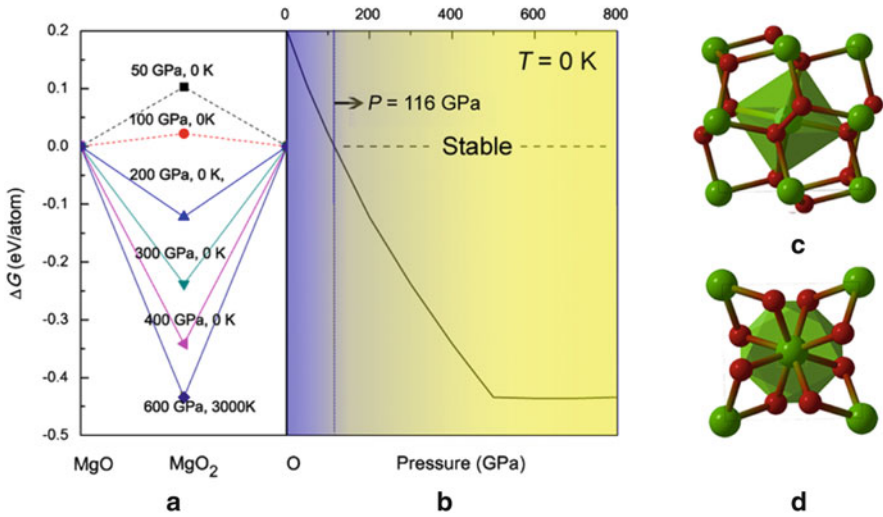 0 200 400 600 800
0.2
0.1
0.0
-0.1
-0.2
-0.3
-0.4
-0.5
ΔG (eV/atom)
50 GPa, 0 K
100 GPa, 0K
200 GPa, 0 K,
300 GPa, 0 K
400 GPa, 0 K
600 GPa, 3000K
T = 0 K
P = 116 GPa
Stable
MgO MgO₂ O Pressure (GPa)
a b
c
d